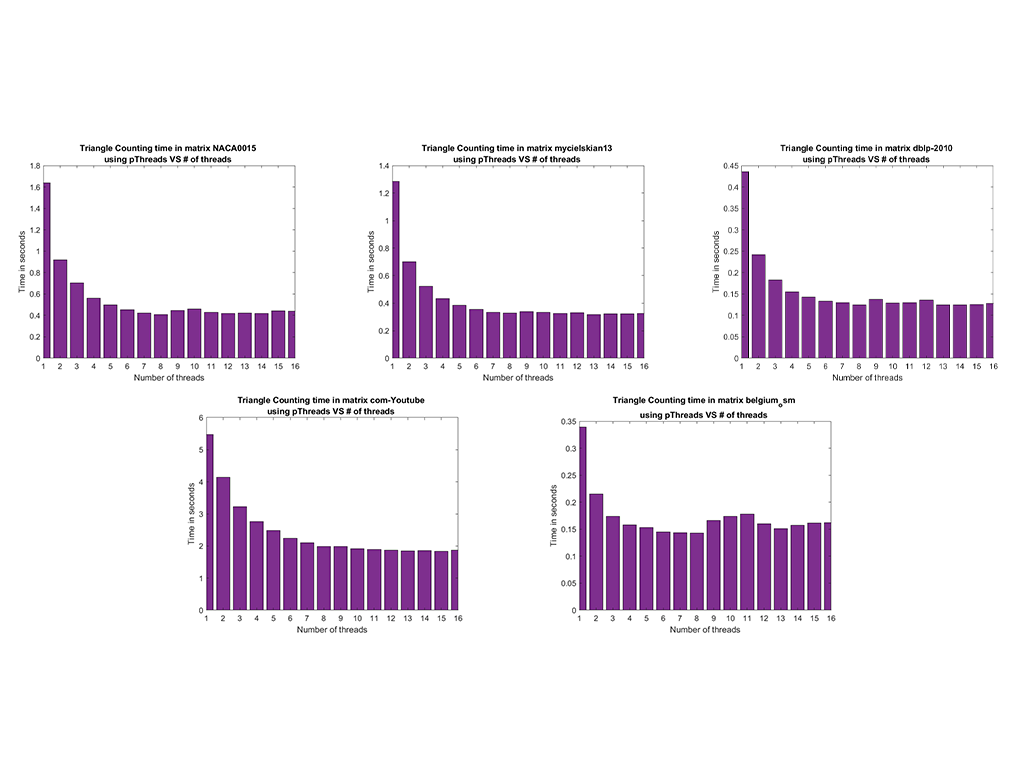 Triangle Counting time in matrix NACA0015
using pThreads VS # of threads
1.8
1.6
1.4
1.2
1
0.8
0.6
0.4
0.2
0
Time in seconds
1 2 3 4 5 6 7 8 9 10 11 12 13 14 15 16
Number of threads
Triangle Counting time in matrix mycielskian13
using pThreads VS # of threads
1.4
1.2
1
0.8
0.6
0.4
0.2
0
Time in seconds
1 2 3 4 5 6 7 8 9 10 11 12 13 14 15 16
Number of threads
Triangle Counting time in matrix dblp-2010
using pThreads VS # of threads
0.45
0.4
0.35
0.3
0.25
0.2
0.15
0.1
0.05
0
Time in seconds
1 2 3 4 5 6 7 8 9 10 11 12 13 14 15 16
Number of threads
Triangle Counting time in matrix com-Youtube
using pThreads VS # of threads
6
5
4
3
2
1
0
Time in seconds
1 2 3 4 5 6 7 8 9 10 11 12 13 14 15 16
Number of threads
Triangle Counting time in matrix belgium_osm
using pThreads VS # of threads
0.35
0.3
0.25
0.2
0.15
0.1
0.05
0
Time in seconds
1 2 3 4 5 6 7 8 9 10 11 12 13 14 15 16
Number of threads